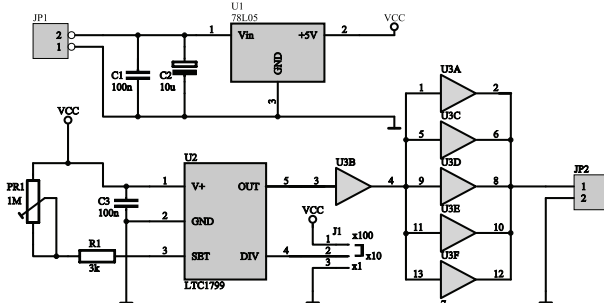 JP1
2
1
C1
100n
C2
10u
U1
78L05
1
Vin
+5V
GND
2
3
VCC
VCC
PR1
1M
R1
3k
C3
100n
U2
1
V+
OUT
5
2
GND
3
SET
DIV
4
LTC1799
3
U3B
4
VCC
J1
1
x100
2
x10
3
x1
U3A
1
2
U3C
5
6
U3D
9
8
U3E
11
10
U3F
13
12
JP2
1
2